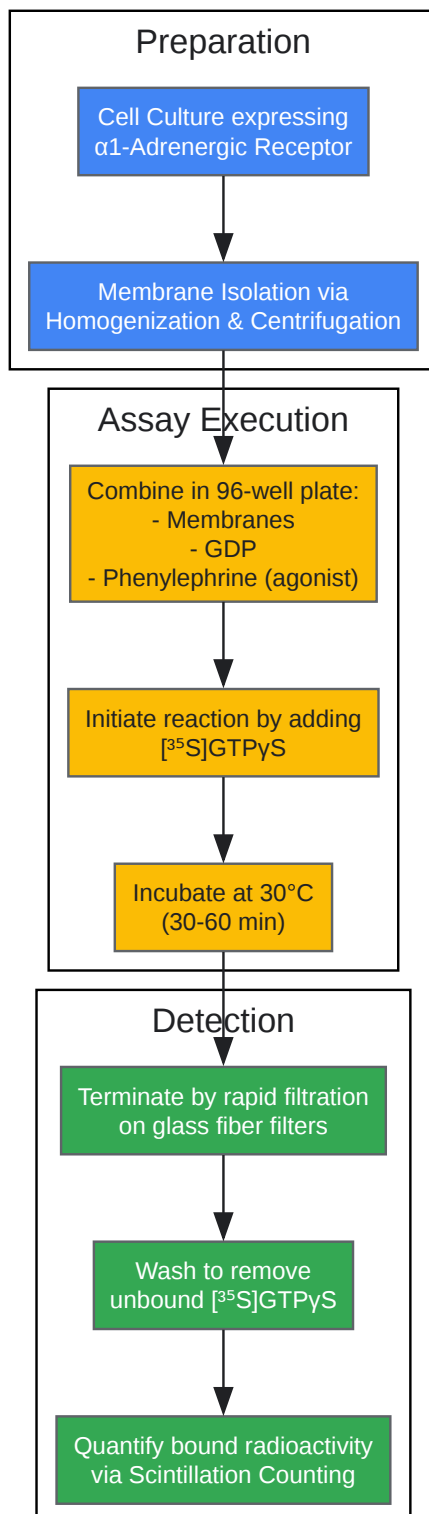 Preparation
Cell Culture expressing
α1-Adrenergic Receptor
Membrane Isolation via
Homogenization & Centrifugation
Assay Execution
Combine in 96-well plate:
- Membranes
- GDP
- Phenylephrine (agonist)
Initiate reaction by adding
[³⁵S]GTPγS
Incubate at 30°C
(30-60 min)
Detection
Terminate by rapid filtration
on glass fiber filters
Wash to remove
unbound [³⁵S]GTPγS
Quantify bound radioactivity
via Scintillation Counting